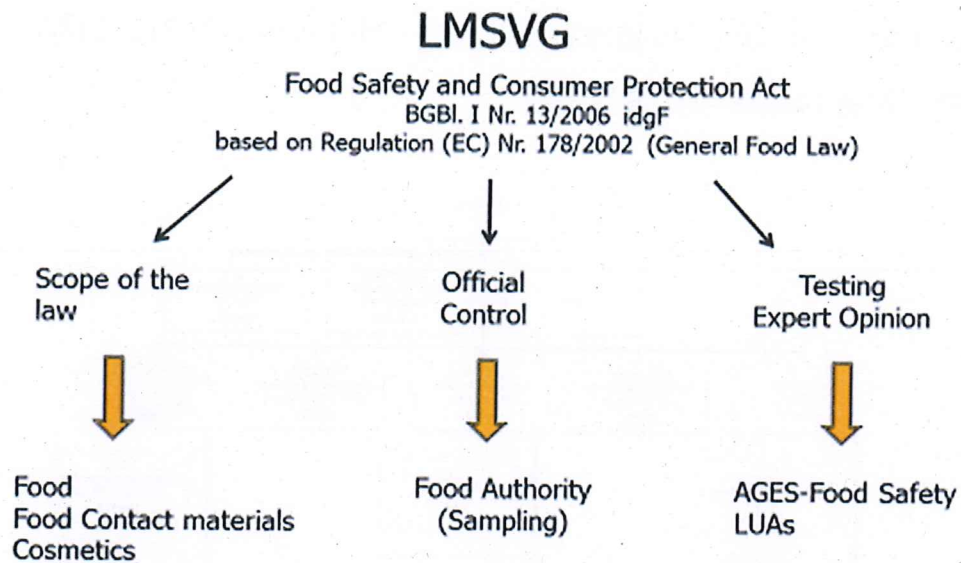 LMSVG
Food Safety and Consumer Protection Act
BGBl. I Nr. 13/2006 idgF
based on Regulation (EC) Nr. 178/2002 (General Food Law)
Scope of the
law
Official
Control
Testing
Expert Opinion
Food
Food Contact materials
Cosmetics
Food Authority
(Sampling)
AGES-Food Safety
LUAs